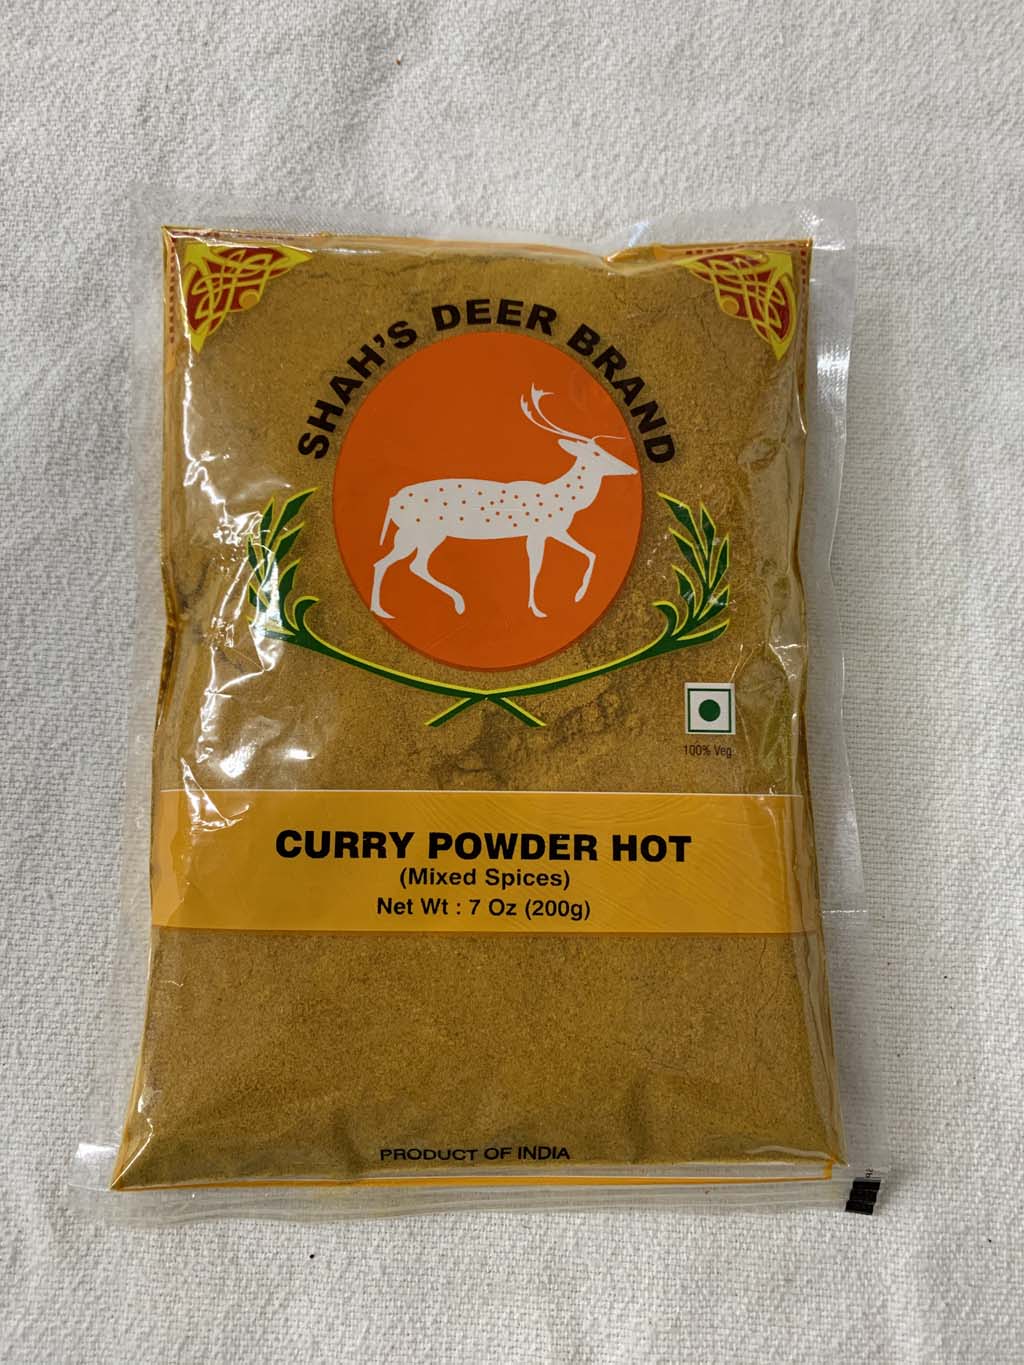 SHAH'S DEER BRAND
100% Veg
CURRY POWDER HOT
(Mixed Spices)
Net Wt : 7 Oz (200g)
PRODUCT OF INDIA